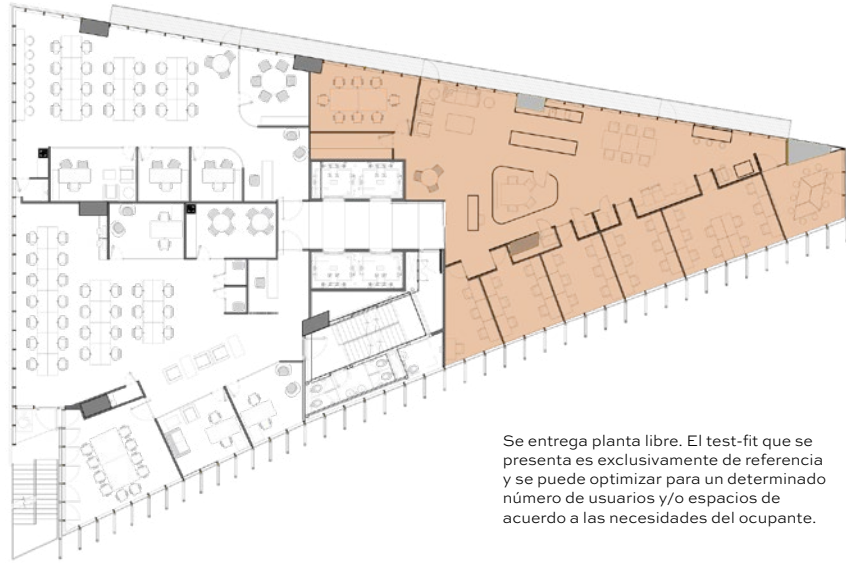 Se entrega planta libre. El test-fit que se
presenta es exclusivamente de referencia
y se puede optimizar para un determinado
número de usuarios y/o espacios de
acuerdo a las necesidades del ocupante.